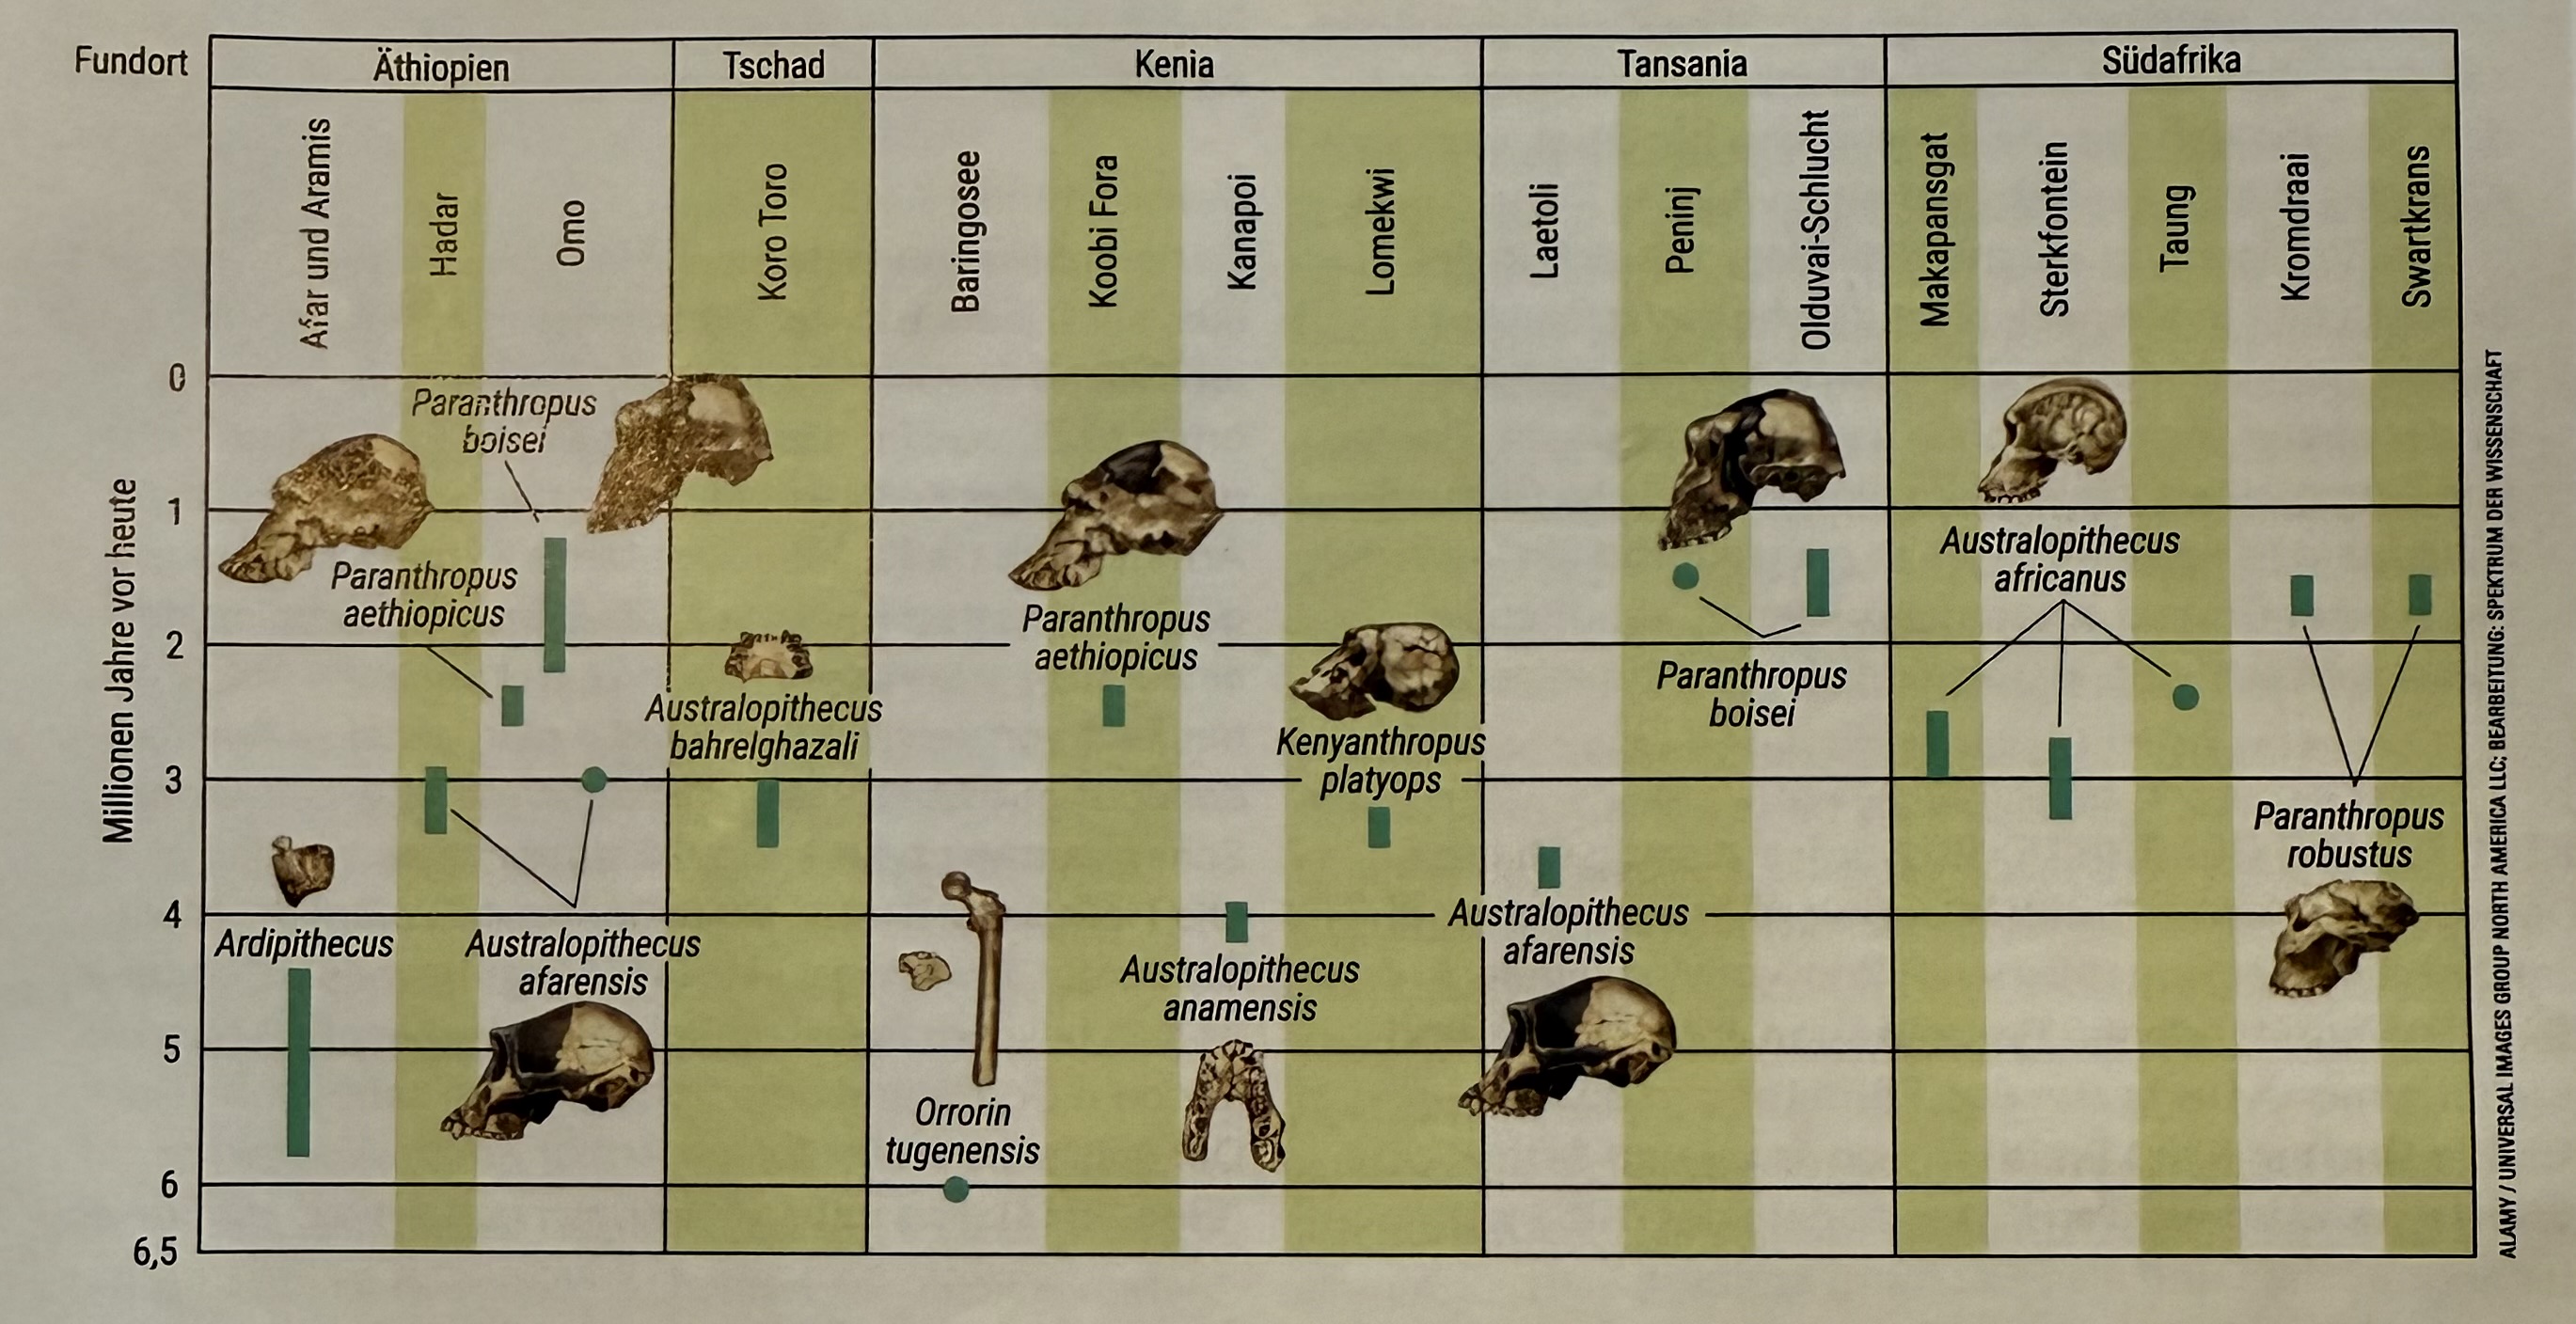 Fundort
Äthiopien
Tschad
Kenia
Tansania
Südafrika
Afar und Aramis
Hadar
Omo
Koro Toro
Baringosee
Koobi Fora
Kanapoi
Lomekwi
Laetoli
Peninj
Olduvai-Schlucht
Makapansgat
Sterkfontein
Taung
Kromdraai
Swartkrans
Millionen Jahre vor heute
0
1
2
3
4
5
6
6,5
Paranthropus
boisei
Paranthropus
aethiopicus
Ardipithecus
Australopithecus
afarensis
Australopithecus
bahrelghazali
Paranthropus
aethiopicus
Kenyanthropus
platyops
Orrorin
tugenensis
Australopithecus
anamensis
Paranthropus
boisei
Australopithecus
afarensis
Australopithecus
africanus
Paranthropus
robustus
ALAMY / UNIVERSAL IMAGES GROUP NORTH AMERICA LLC; BEARBEITUNG: SPEKTRUM DER WISSENSCHAFT